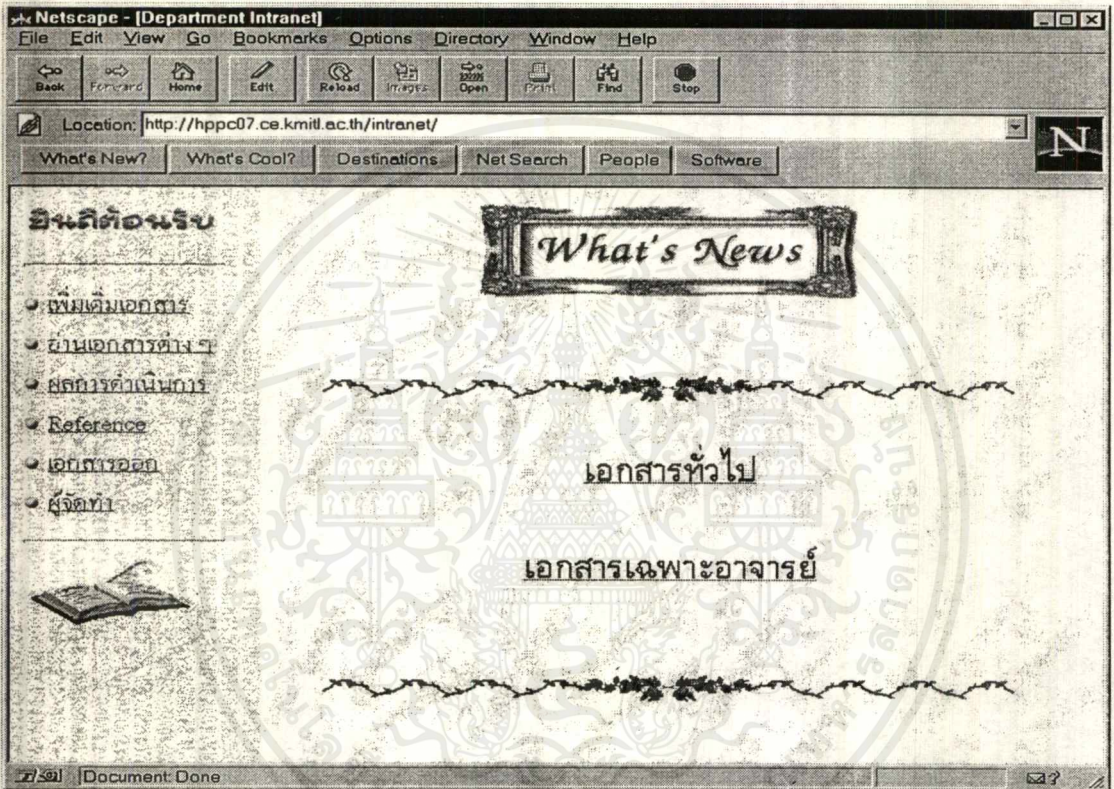 Netscape - [Department Intranet]
File Edit View Go Bookmarks Options Directory Window Help
Back Forward Home Edit Reload Images Open Print Find Stop
Location: http://hppc07.ce.kmitl.ac.th/intranet/
N
What's New? What's Cool? Destinations Net Search People Software
ยินดีต้อนรับ
เพิ่มเติมเอกสาร
อ่านเอกสารต่าง ๆ
ผลการดำเนินการ
Reference
เอกสารออก
ผู้จัดทำ
What's News
เอกสารทั่วไป
เอกสารเฉพาะอาจารย์
Document: Done